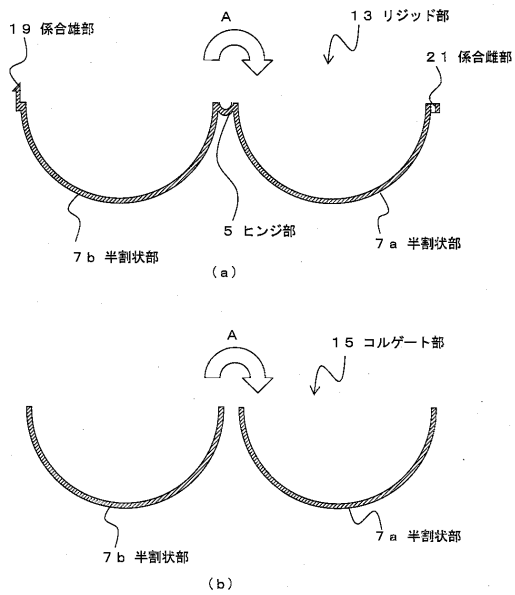 A
19 係合雄部
13 リジッド部
21 係合雌部
5 ヒンジ部
7b 半割状部
7a 半割状部
(a)
A
15 コルゲート部
7b 半割状部
7a 半割状部
(b)